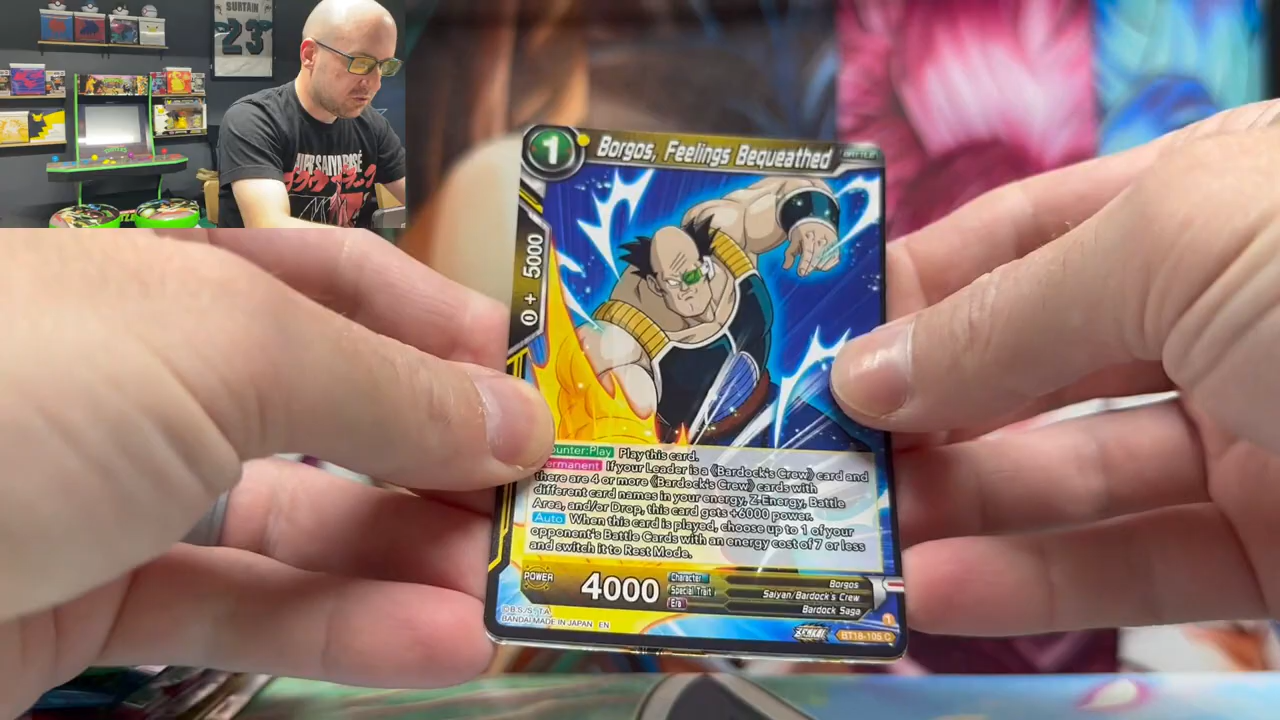 SURTAIN
23
1
Borgos, Feelings Bequeathed
BATTLE
0 + 5000
ounter:Play Play this card.
ermanent If your Leader is a 《Bardock's Crew》 card and
there are 4 or more 《Bardock's Crew》 cards with
different card names in your energy, Z-Energy, Battle
Area, and/or Drop, this card gets +6000 power.
Auto When this card is played, choose up to 1 of your
opponent's Battle Cards with an energy cost of 7 or less
and switch it to Rest Mode.
POWER
4000
Character Borgos
Special Trait Saiyan/Bardock's Crew
Era Bardock Saga
BANDAI MADE IN JAPAN EN
1
BT18-105 C